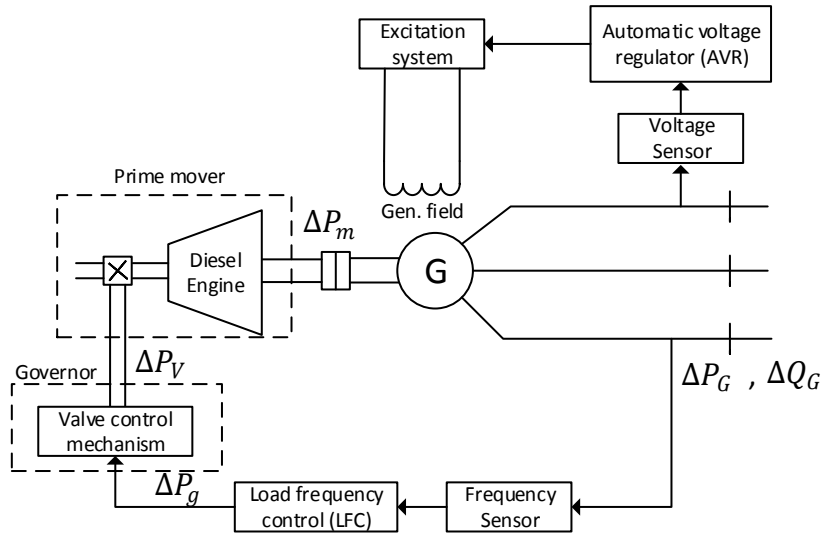 Excitation
system
Automatic voltage
regulator (AVR)
Voltage
Sensor
Prime mover
Gen. field
ΔP_m
Diesel
Engine
G
ΔP_V
Governor
ΔP_G , ΔQ_G
Valve control
mechanism
ΔP_g
Load frequency
control (LFC)
Frequency
Sensor